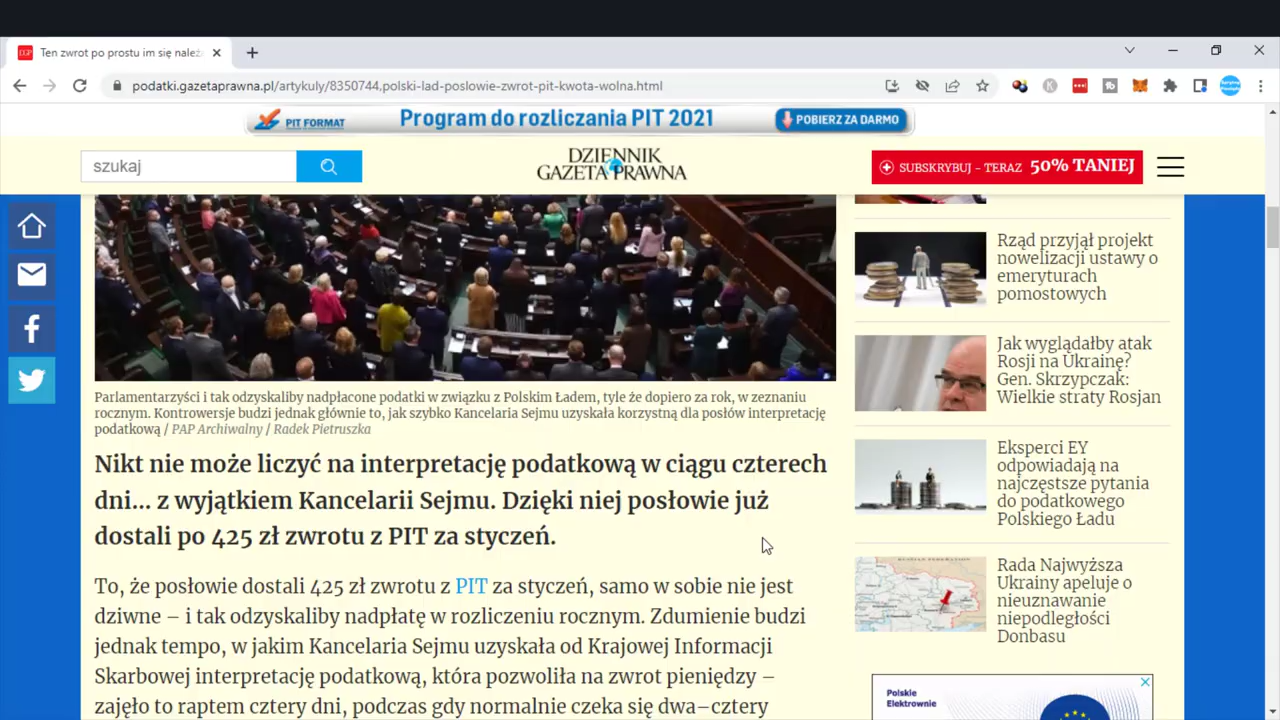 Ten zwrot po prostu im się należ
podatki.gazetaprawna.pl/artykuly/8350744,polski-lad-poslowie-zwrot-pit-kwota-wolna.html
PIT FORMAT
Program do rozliczania PIT 2021
POBIERZ ZA DARMO
szukaj
DZIENNIK
GAZETA PRAWNA
SUBSKRYBUJ - TERAZ 50% TANIEJ
Parlamentarzyści i tak odzyskaliby nadpłacone podatki w związku z Polskim Ładem, tyle że dopiero za rok, w zeznaniu
rocznym. Kontrowersje budzi jednak głównie to, jak szybko Kancelaria Sejmu uzyskała korzystną dla posłów interpretację
podatkową / PAP Archiwalny / Radek Pietruszka
Nikt nie może liczyć na interpretację podatkową w ciągu czterech
dni... z wyjątkiem Kancelarii Sejmu. Dzięki niej posłowie już
dostali po 425 zł zwrotu z PIT za styczeń.
To, że posłowie dostali 425 zł zwrotu z PIT za styczeń, samo w sobie nie jest
dziwne – i tak odzyskaliby nadpłatę w rozliczeniu rocznym. Zdumienie budzi
jednak tempo, w jakim Kancelaria Sejmu uzyskała od Krajowej Informacji
Skarbowej interpretację podatkową, która pozwoliła na zwrot pieniędzy –
zajęło to raptem cztery dni, podczas gdy normalnie czeka się dwa–cztery
Rząd przyjął projekt
nowelizacji ustawy o
emeryturach
pomostowych
Jak wyglądałby atak
Rosji na Ukrainę?
Gen. Skrzypczak:
Wielkie straty Rosjan
Eksperci EY
odpowiadają na
najczęstsze pytania
do podatkowego
Polskiego Ładu
Rada Najwyższa
Ukrainy apeluje o
nieuznawanie
niepodległości
Donbasu
Polskie
Elektrownie